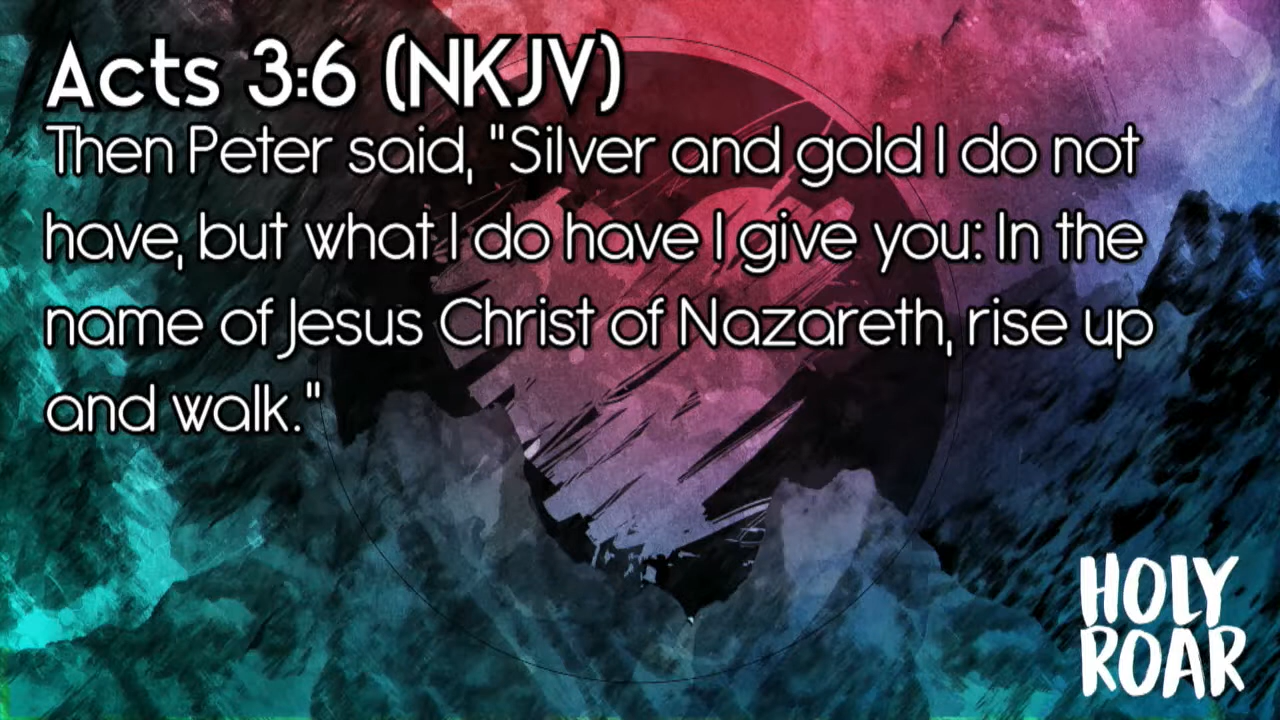 Acts 3:6 (NKJV)
Then Peter said, "Silver and gold I do not
have, but what I do have I give you: In the
name of Jesus Christ of Nazareth, rise up
and walk."
HOLY
ROAR